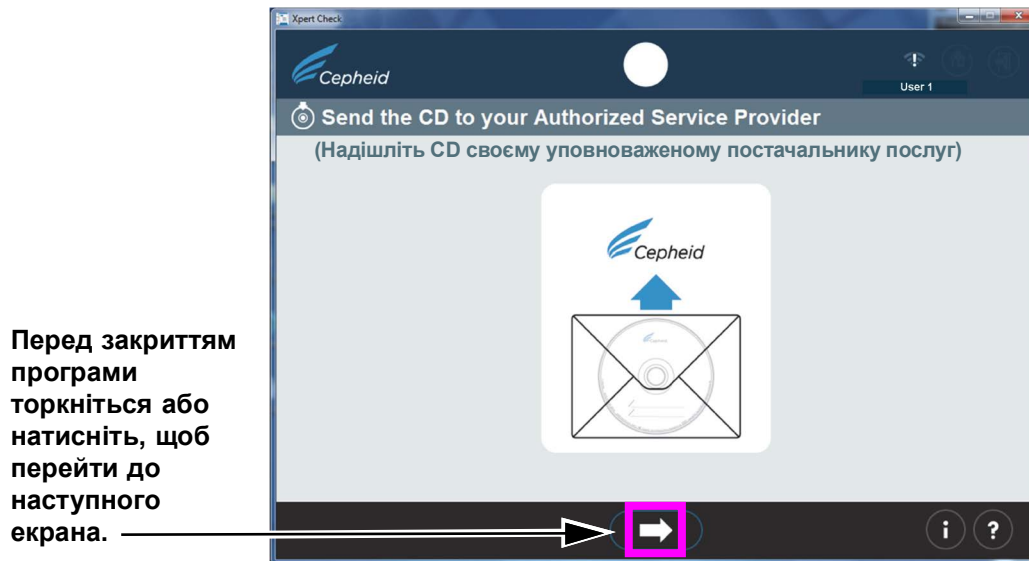 Xpert Check
Cepheid
User 1
Send the CD to your Authorized Service Provider
(Надішліть CD своєму уповноваженому постачальнику послуг)
Cepheid
Перед закриттям
програми
торкніться або
натисніть, щоб
перейти до
наступного
екрана.
i ?